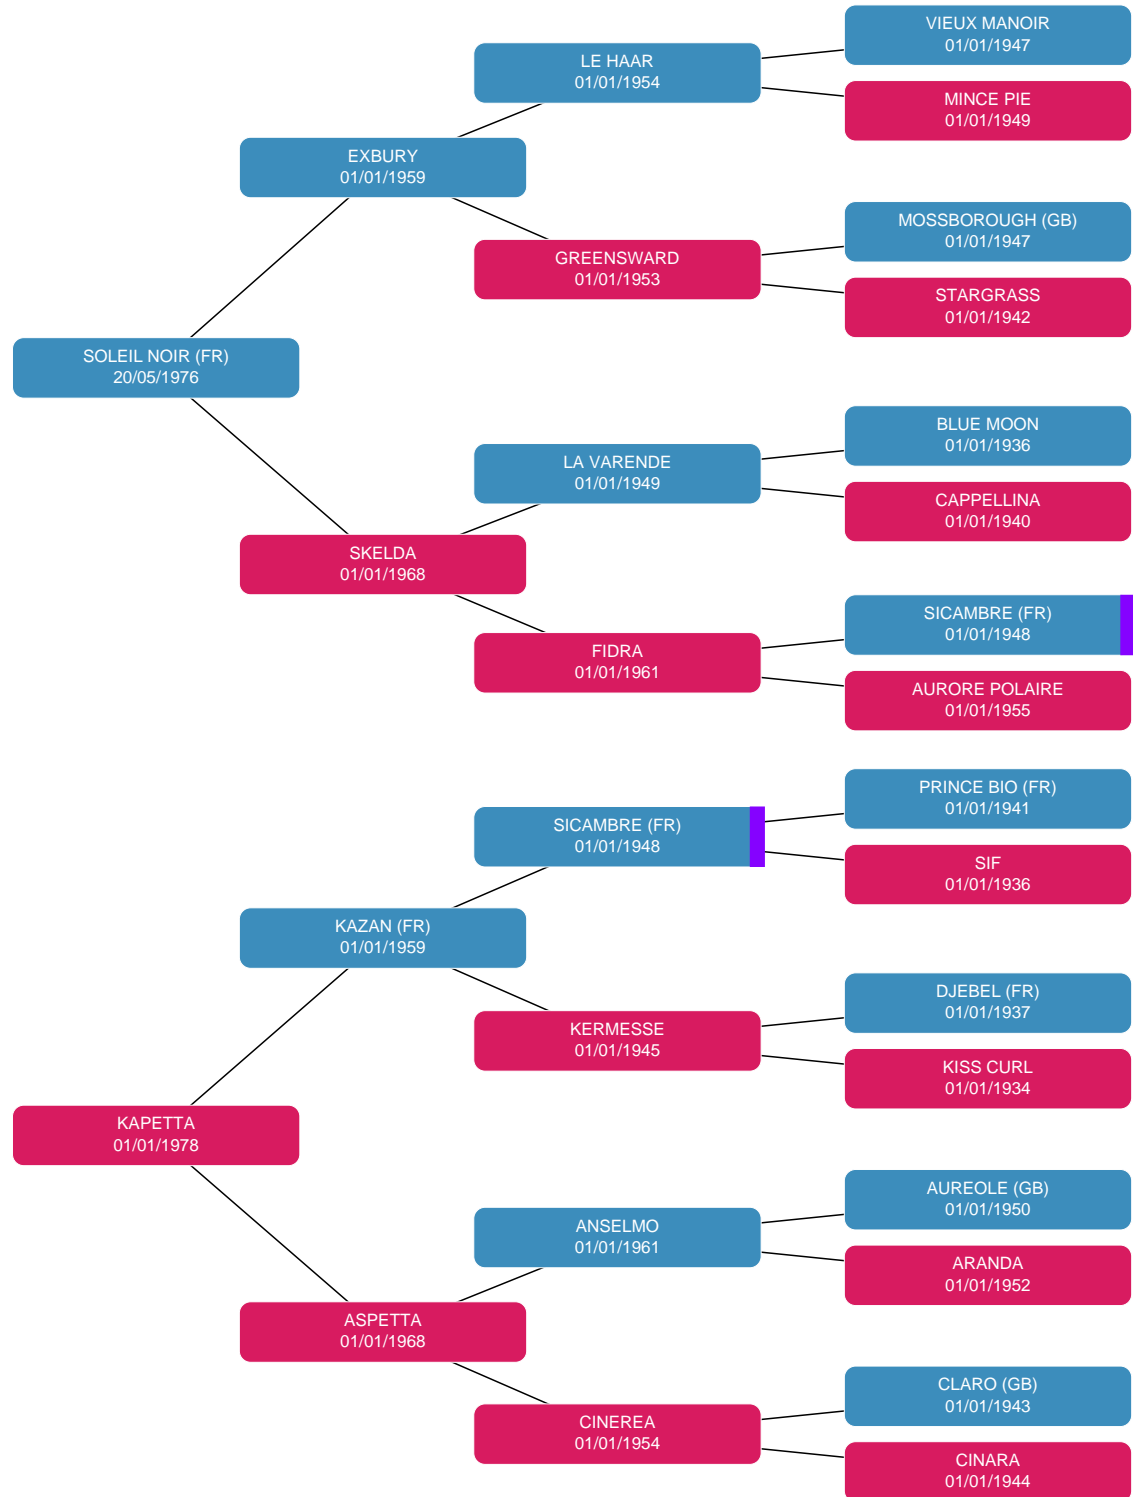 VIEUX MANOIR
01/01/1947
LE HAAR
01/01/1954
MINCE PIE
01/01/1949
EXBURY
01/01/1959
MOSSBOROUGH (GB)
01/01/1947
GREENSWARD
01/01/1953
STARGRASS
01/01/1942
SOLEIL NOIR (FR)
20/05/1976
BLUE MOON
01/01/1936
LA VARENDE
01/01/1949
CAPPELLINA
01/01/1940
SKELDA
01/01/1968
SICAMBRE (FR)
01/01/1948
FIDRA
01/01/1961
AURORE POLAIRE
01/01/1955
PRINCE BIO (FR)
01/01/1941
SICAMBRE (FR)
01/01/1948
SIF
01/01/1936
KAZAN (FR)
01/01/1959
DJEBEL (FR)
01/01/1937
KERMESSE
01/01/1945
KISS CURL
01/01/1934
KAPETTA
01/01/1978
AUREOLE (GB)
01/01/1950
ANSELMO
01/01/1961
ARANDA
01/01/1952
ASPETTA
01/01/1968
CLARO (GB)
01/01/1943
CINEREA
01/01/1954
CINARA
01/01/1944